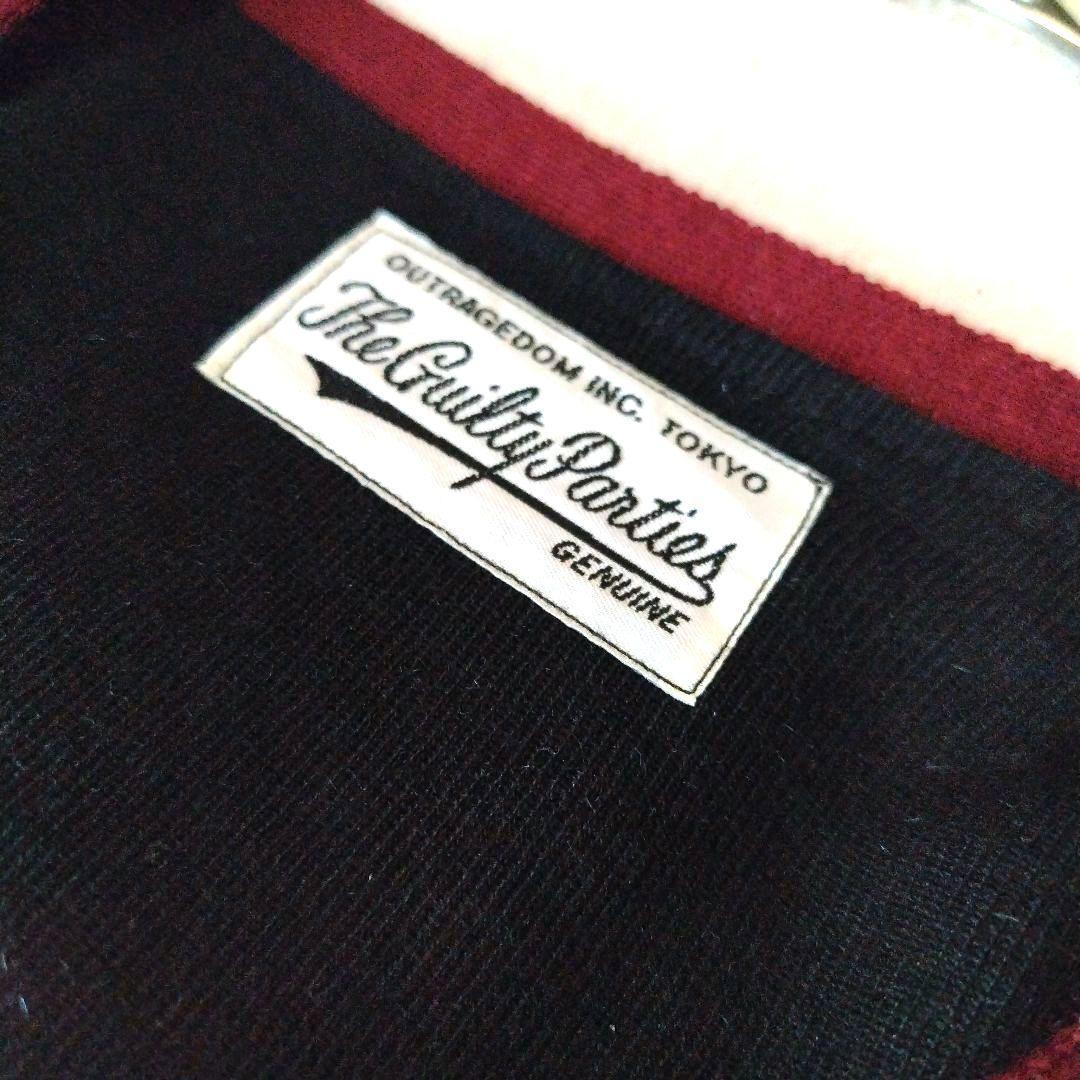 OUTRAGEDOM INC. TOKYO
The Guilty Parties
GENUINE